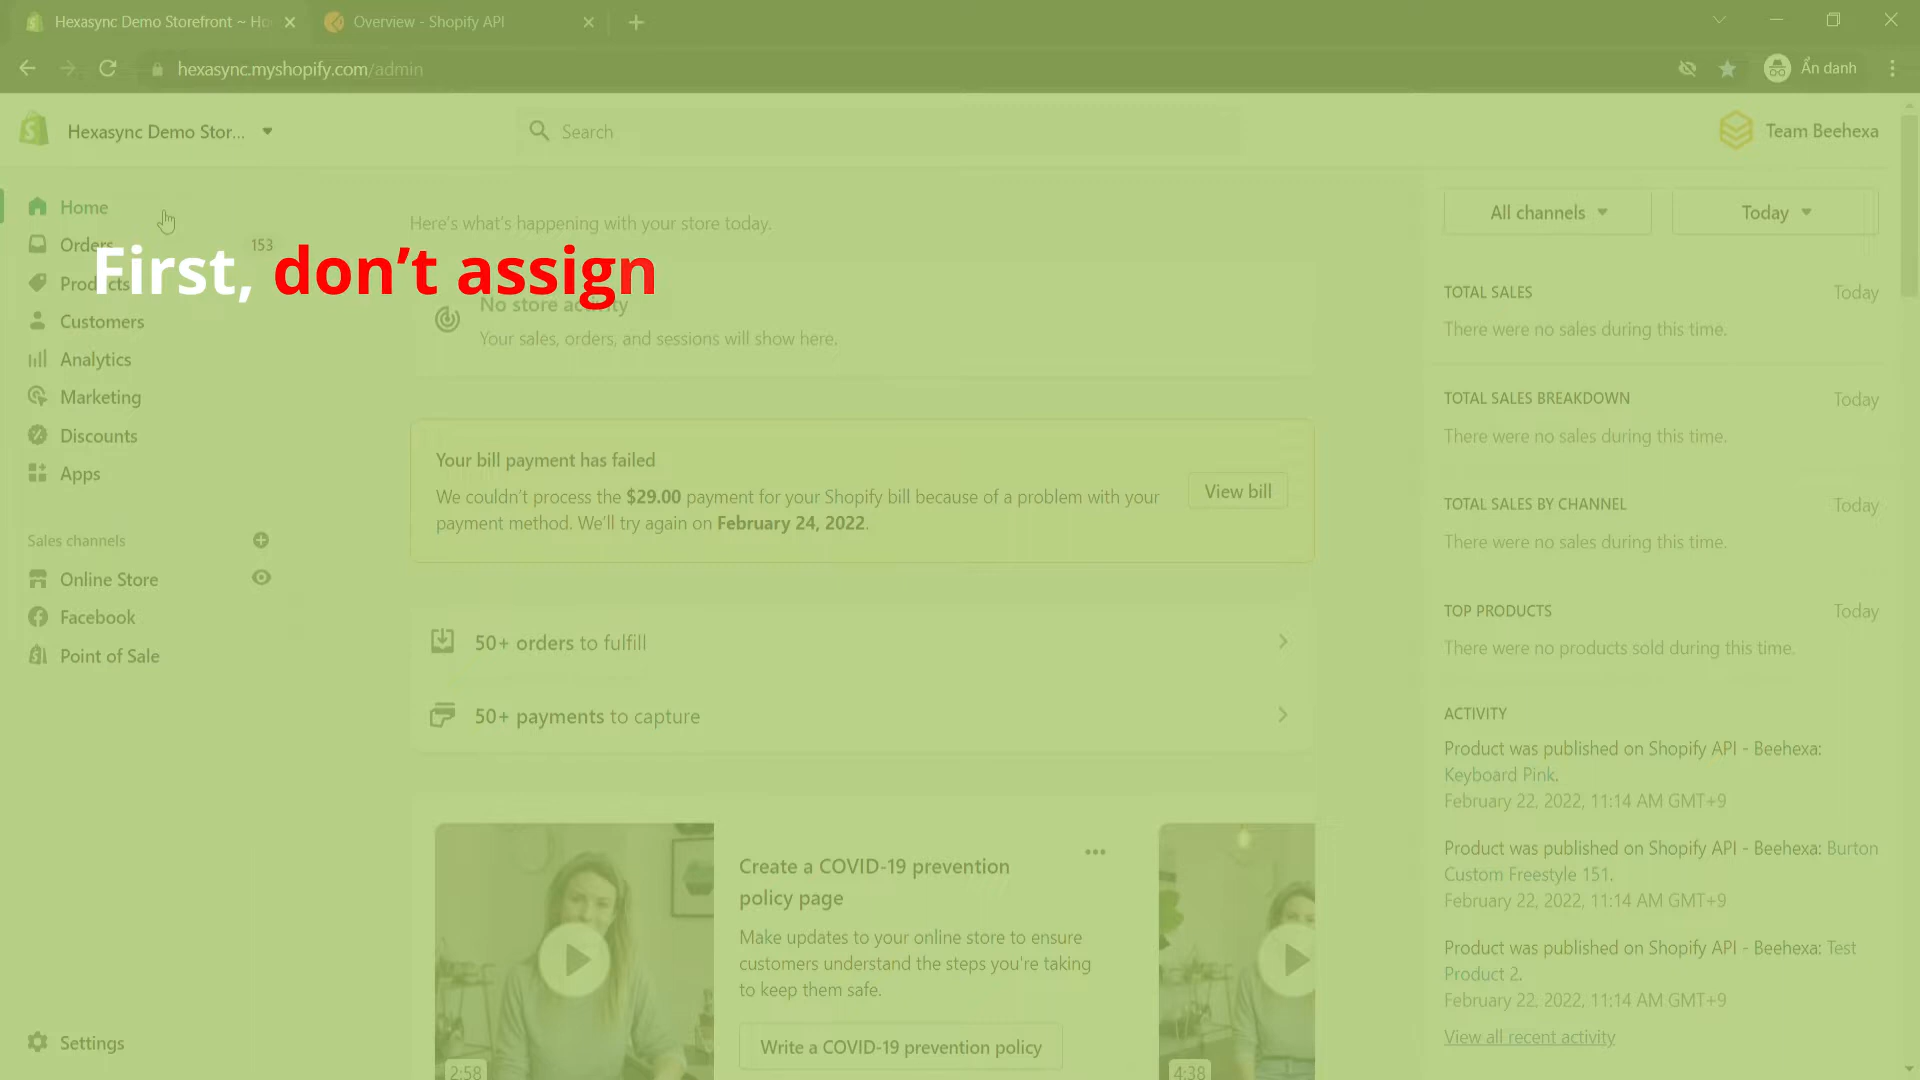 Hexasync Demo Storefront ~ Ho
Overview - Shopify API
hexasync.myshopify.com/admin
Ẩn danh
Hexasync Demo Stor...
Search
Team Beehexa
Home
Orders
153
Products
Customers
Analytics
Marketing
Discounts
Apps
Sales channels
Online Store
Facebook
Point of Sale
Settings
First, don’t assign
Here’s what’s happening with your store today.
No store activity
Your sales, orders, and sessions will show here.
Your bill payment has failed
We couldn’t process the $29.00 payment for your Shopify bill because of a problem with your
payment method. We’ll try again on February 24, 2022.
View bill
50+ orders to fulfill
50+ payments to capture
Create a COVID-19 prevention
policy page
Make updates to your online store to ensure
customers understand the steps you're taking
to keep them safe.
Write a COVID-19 prevention policy
2:58
4:38
All channels
Today
TOTAL SALES
Today
There were no sales during this time.
TOTAL SALES BREAKDOWN
Today
There were no sales during this time.
TOTAL SALES BY CHANNEL
Today
There were no sales during this time.
TOP PRODUCTS
Today
There were no products sold during this time.
ACTIVITY
Product was published on Shopify API - Beehexa:
Keyboard Pink.
February 22, 2022, 11:14 AM GMT+9
Product was published on Shopify API - Beehexa: Burton
Custom Freestyle 151.
February 22, 2022, 11:14 AM GMT+9
Product was published on Shopify API - Beehexa: Test
Product 2.
February 22, 2022, 11:14 AM GMT+9
View all recent activity